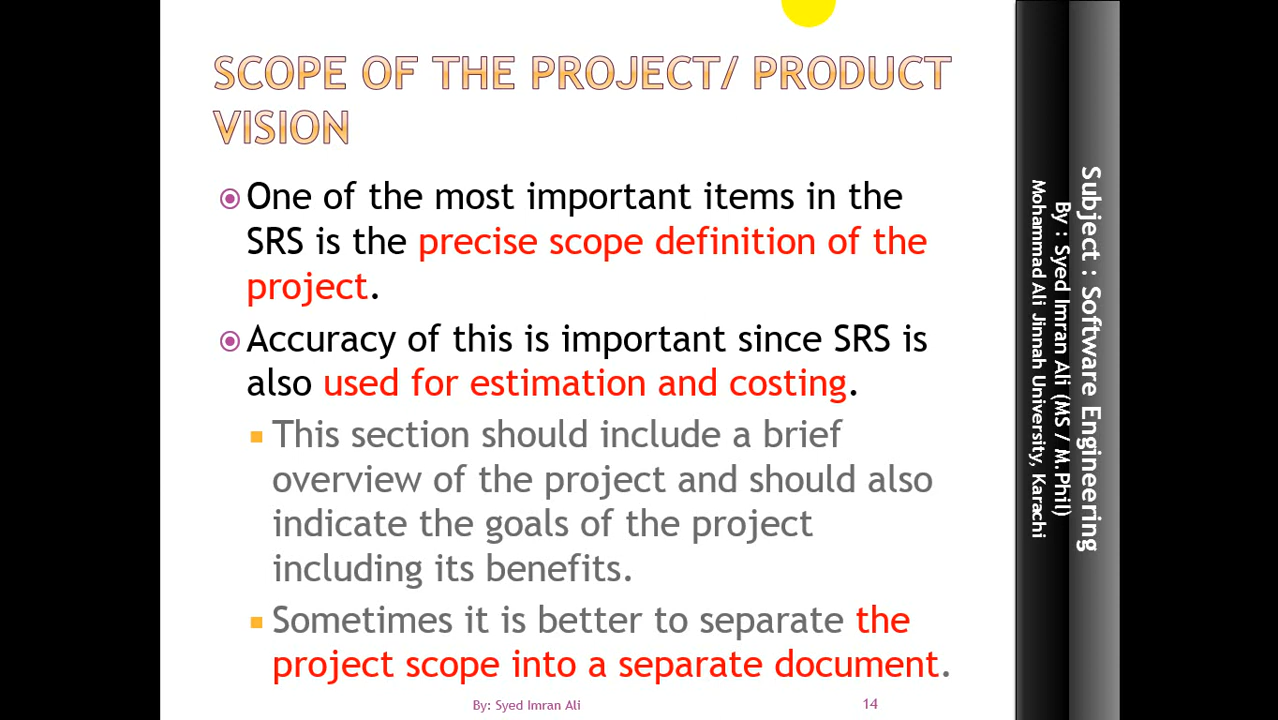 SCOPE OF THE PROJECT/ PRODUCT
VISION
One of the most important items in the
SRS is the precise scope definition of the
project.
Accuracy of this is important since SRS is
also used for estimation and costing.
This section should include a brief
overview of the project and should also
indicate the goals of the project
including its benefits.
Sometimes it is better to separate the
project scope into a separate document.
By: Syed Imran Ali
14
Subject : Software Engineering
By : Syed Imran Ali (MS / M.Phil)
Mohammad Ali Jinnah University, Karachi